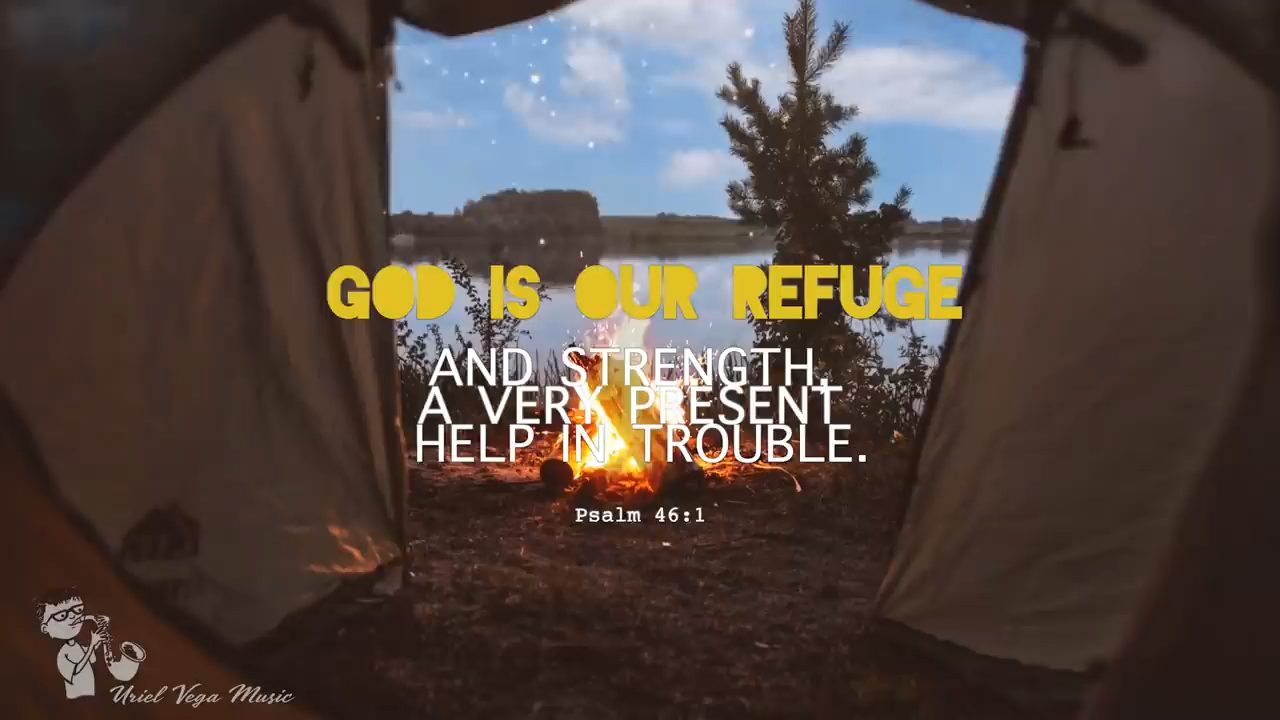 GOD IS OUR REFUGE
AND STRENGTH,
A VERY PRESENT
HELP IN TROUBLE.
Psalm 46:1
Uriel Vega Music